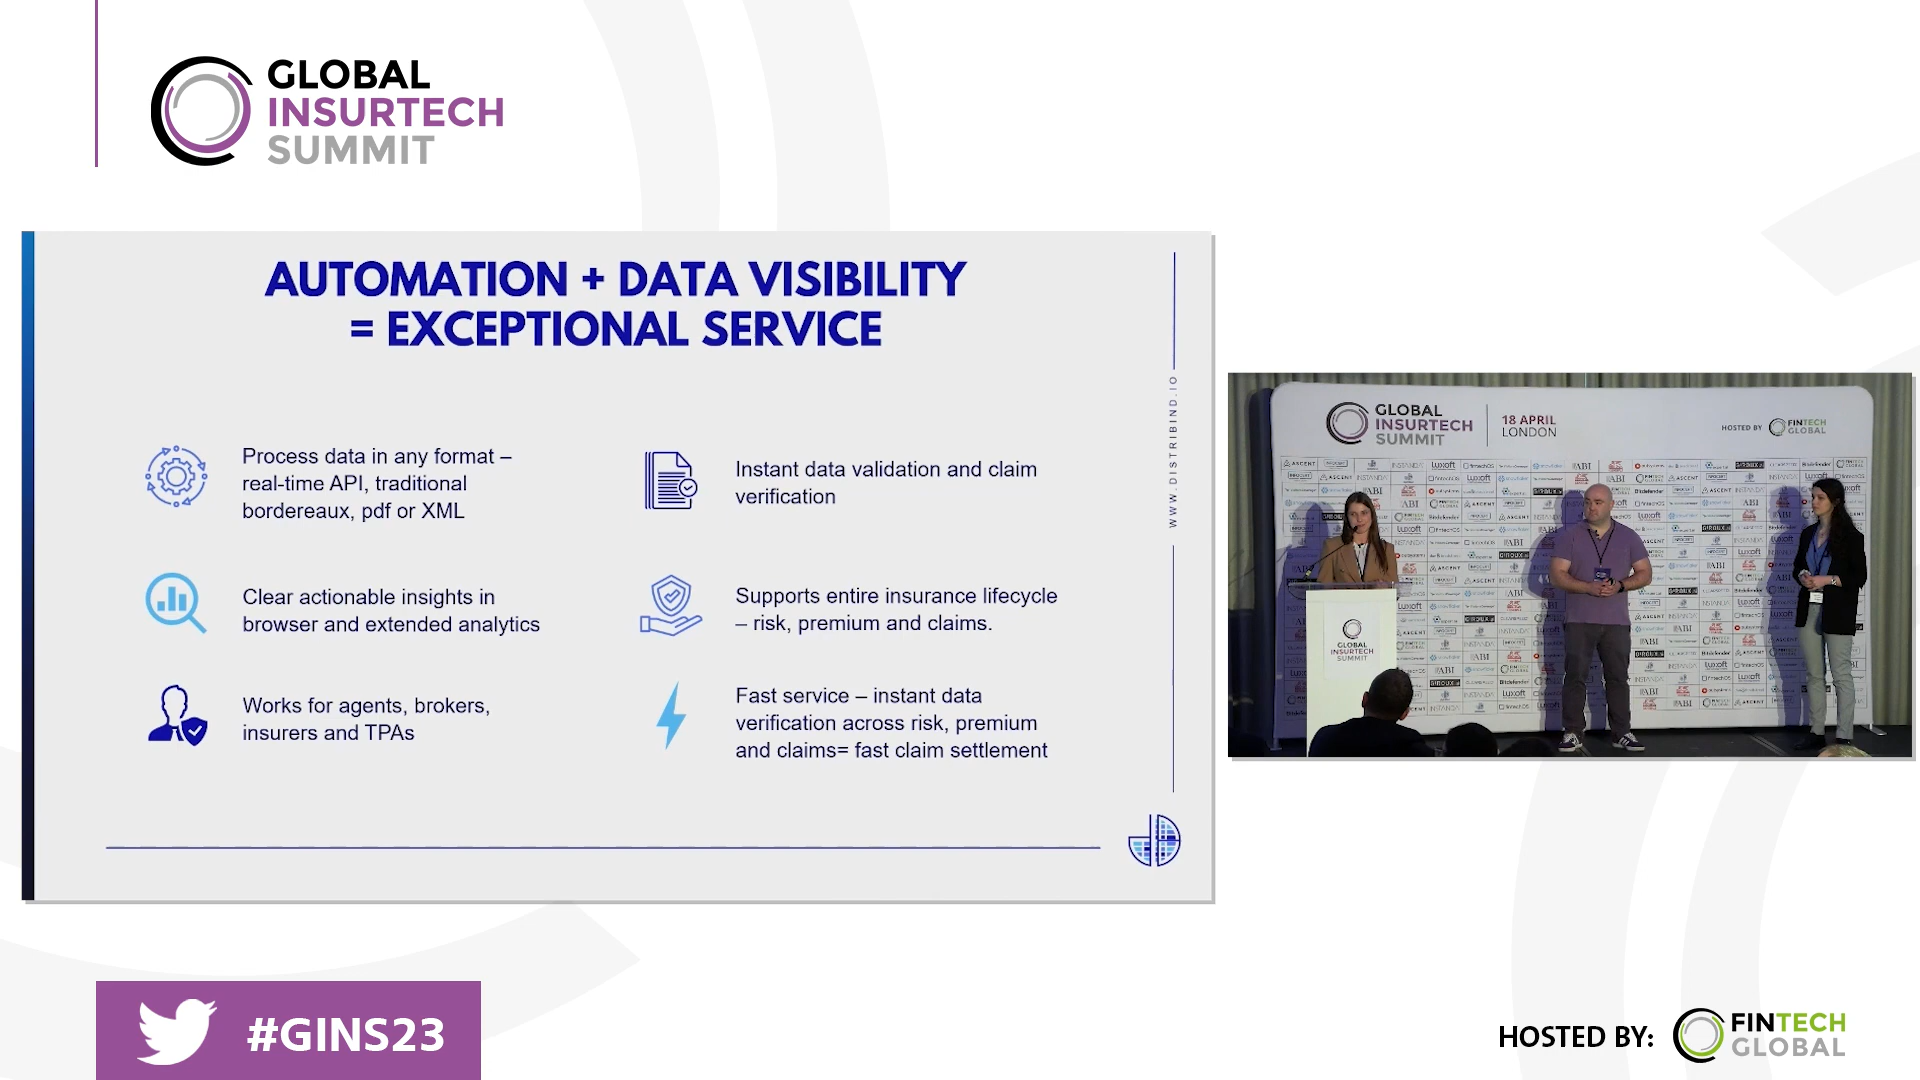 GLOBAL
INSURTECH
SUMMIT
AUTOMATION + DATA VISIBILITY
= EXCEPTIONAL SERVICE
Process data in any format –
real-time API, traditional
bordereaux, pdf or XML
Instant data validation and claim
verification
Clear actionable insights in
browser and extended analytics
Supports entire insurance lifecycle
– risk, premium and claims.
Works for agents, brokers,
insurers and TPAs
Fast service – instant data
verification across risk, premium
and claims= fast claim settlement
WWW.DISTRIBIND.IO
GLOBAL
INSURTECH
SUMMIT
18 APRIL
LONDON
HOSTED BY
FINTECH
GLOBAL
GLOBAL
INSURTECH
SUMMIT
#GINS23
HOSTED BY:
FINTECH
GLOBAL